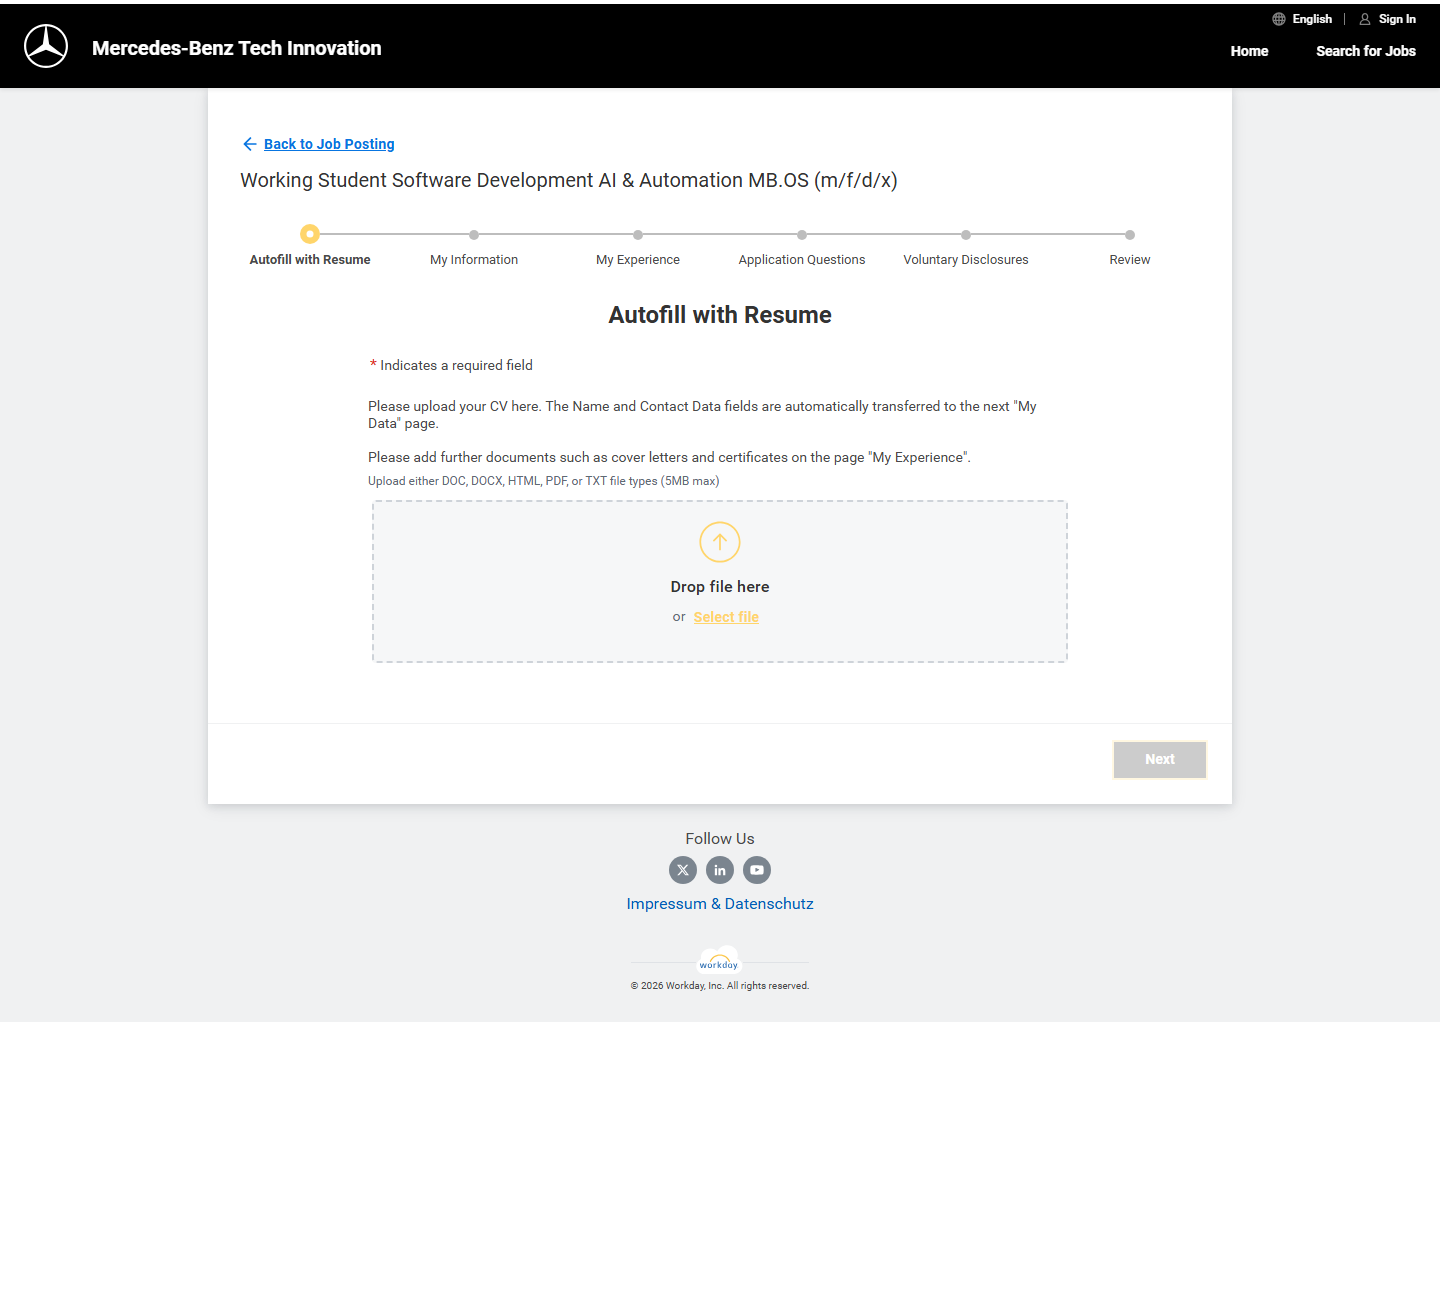 English
Sign In
Mercedes-Benz Tech Innovation
Home
Search for Jobs
Back to Job Posting
Working Student Software Development AI & Automation MB.OS (m/f/d/x)
Autofill with Resume
My Information
My Experience
Application Questions
Voluntary Disclosures
Review
Autofill with Resume
* Indicates a required field
Please upload your CV here. The Name and Contact Data fields are automatically transferred to the next "My
Data" page.
Please add further documents such as cover letters and certificates on the page "My Experience".
Upload either DOC, DOCX, HTML, PDF, or TXT file types (5MB max)
Drop file here
or Select file
Next
Follow Us
Impressum & Datenschutz
workday
© 2026 Workday, Inc. All rights reserved.